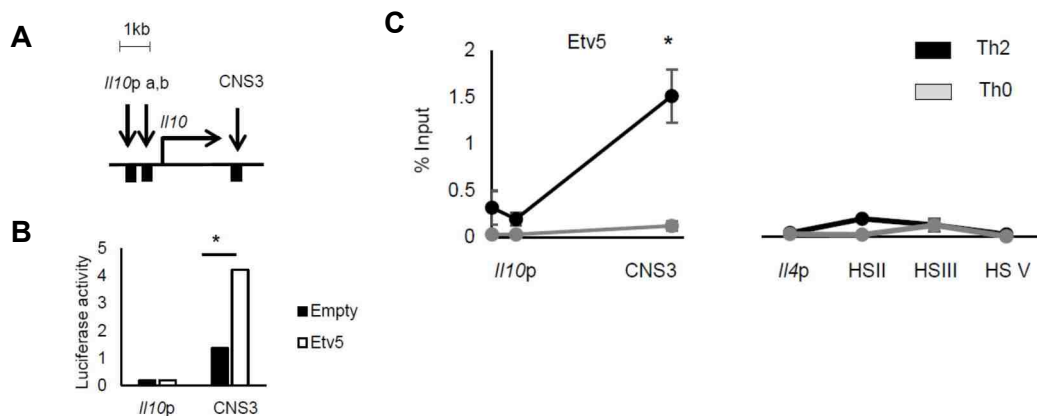 A
1kb
Il10p a,b
CNS3
Il10
B
*
Luciferase activity
5
4
3
2
1
0
Il10p
CNS3
Empty
Etv5
C
Etv5
*
% Input
2
1.5
1
0.5
0
Il10p
CNS3
Th2
Th0
Il4p
HSII
HSIII
HS V